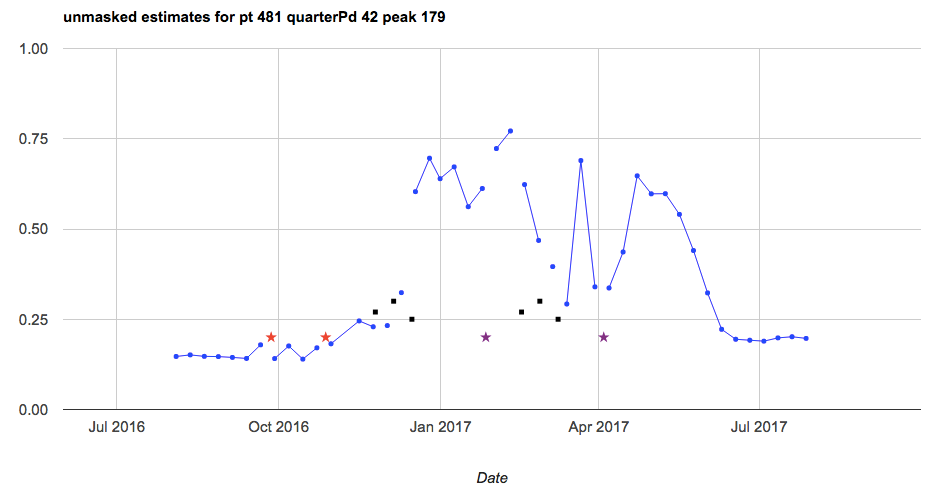 unmasked estimates for pt 481 quarterPd 42 peak 179
1.00
0.75
0.50
0.25
0.00
Jul 2016 Oct 2016 Jan 2017 Apr 2017 Jul 2017
Date